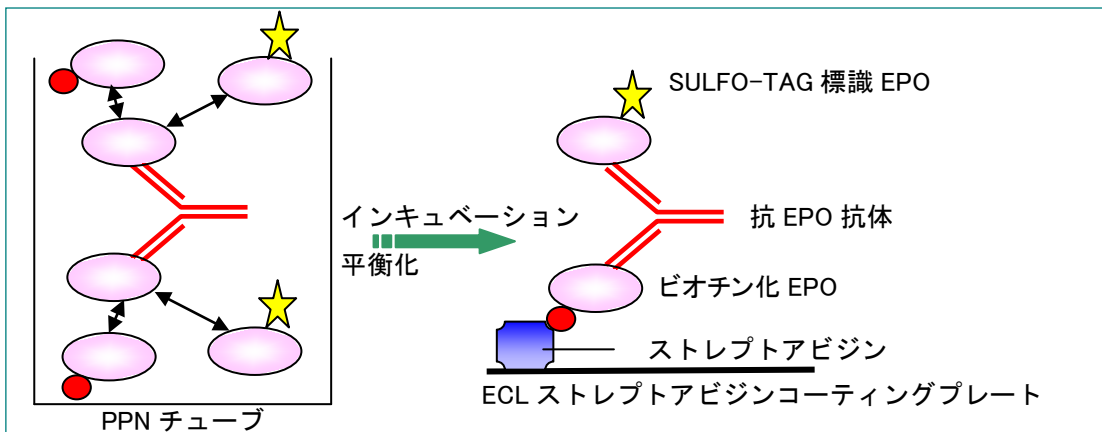 SULFO-TAG 標識 EPO
インキュベーション
平衡化
抗 EPO 抗体
ビオチン化 EPO
ストレプトアビジン
ECL ストレプトアビジンコーティングプレート
PPN チューブ